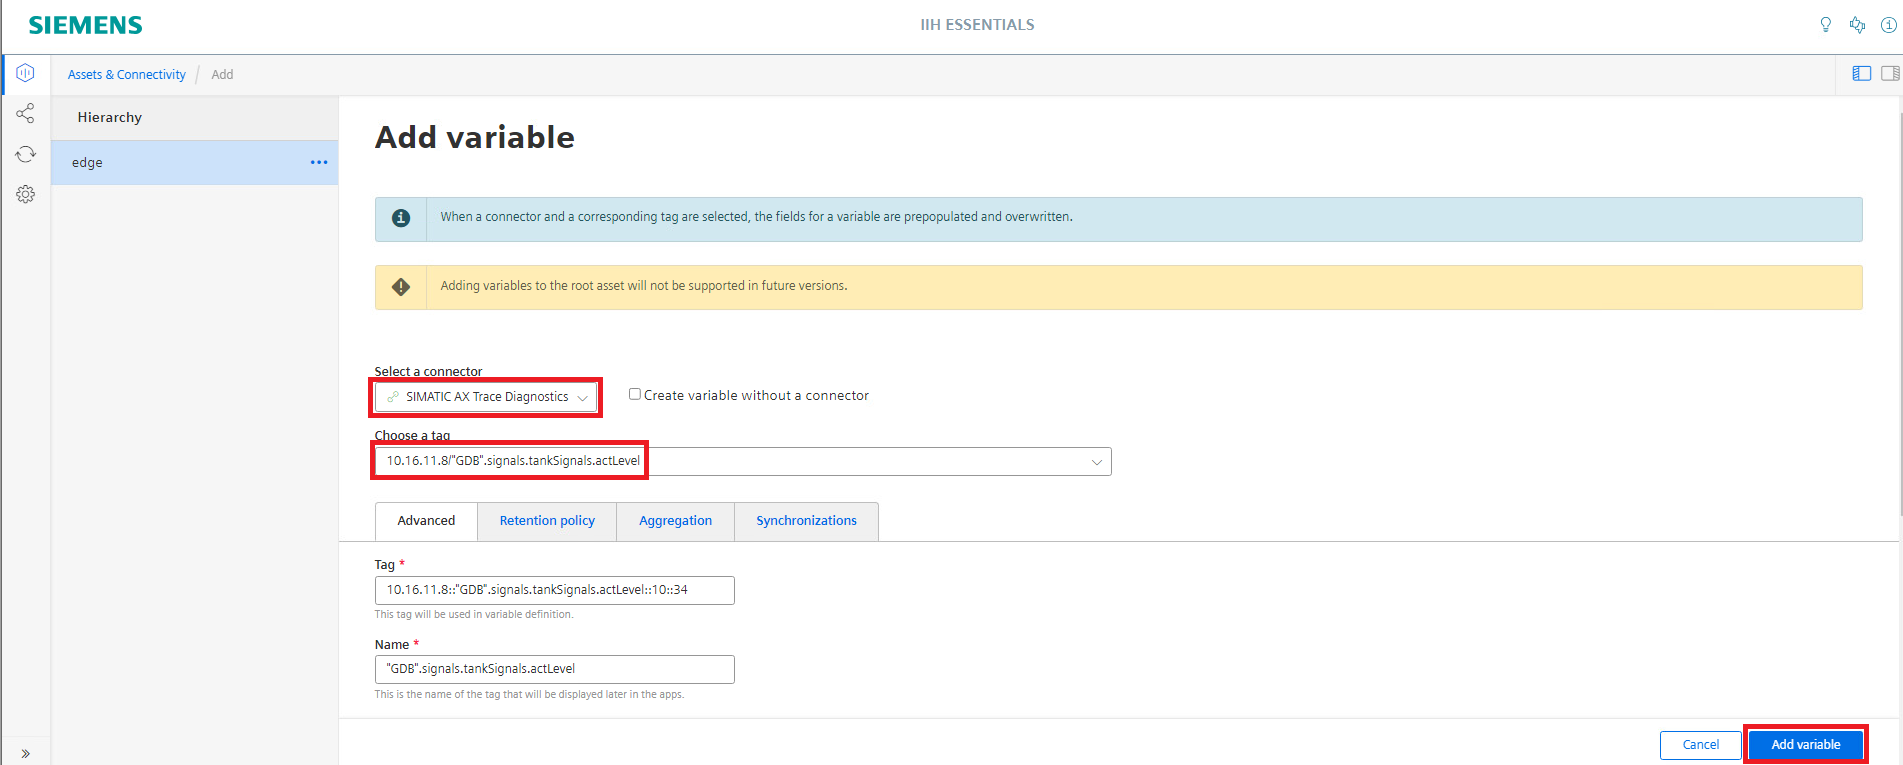 SIEMENS
IIH ESSENTIALS
Assets & Connectivity / Add
Hierarchy
edge
Add variable
When a connector and a corresponding tag are selected, the fields for a variable are prepopulated and overwritten.
Adding variables to the root asset will not be supported in future versions.
Select a connector
SIMATIC AX Trace Diagnostics
Create variable without a connector
Choose a tag
10.16.11.8/"GDB".signals.tankSignals.actLevel
Advanced
Retention policy
Aggregation
Synchronizations
Tag *
10.16.11.8::"GDB".signals.tankSignals.actLevel::10::34
This tag will be used in variable definition.
Name *
"GDB".signals.tankSignals.actLevel
This is the name of the tag that will be displayed later in the apps.
Cancel
Add variable